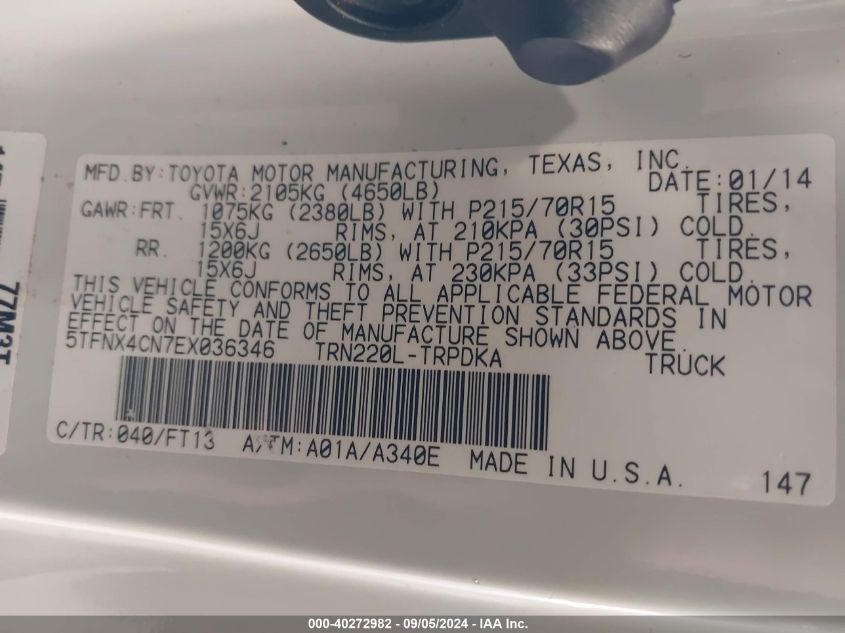 MFD.BY:TOYOTA MOTOR MANUFACTURING, TEXAS, INC.
GVWR:2105KG (4650LB) DATE:01/14
GAWR:FRT. 1075KG (2380LB) WITH P215/70R15 TIRES,
15X6J RIMS, AT 210KPA (30PSI) COLD.
RR. 1200KG (2650LB) WITH P215/70R15 TIRES,
15X6J RIMS, AT 230KPA (33PSI) COLD.
THIS VEHICLE CONFORMS TO ALL APPLICABLE FEDERAL MOTOR
VEHICLE SAFETY AND THEFT PREVENTION STANDARDS IN
EFFECT ON THE DATE OF MANUFACTURE SHOWN ABOVE.
5TFNX4CN7EX036346 TRN220L-TRPDKA TRUCK
C/TR:040/FT13 A/TM:A01A/A340E MADE IN U.S.A.
147
77M3T
000-40272982 - 09/05/2024 - IAA Inc.